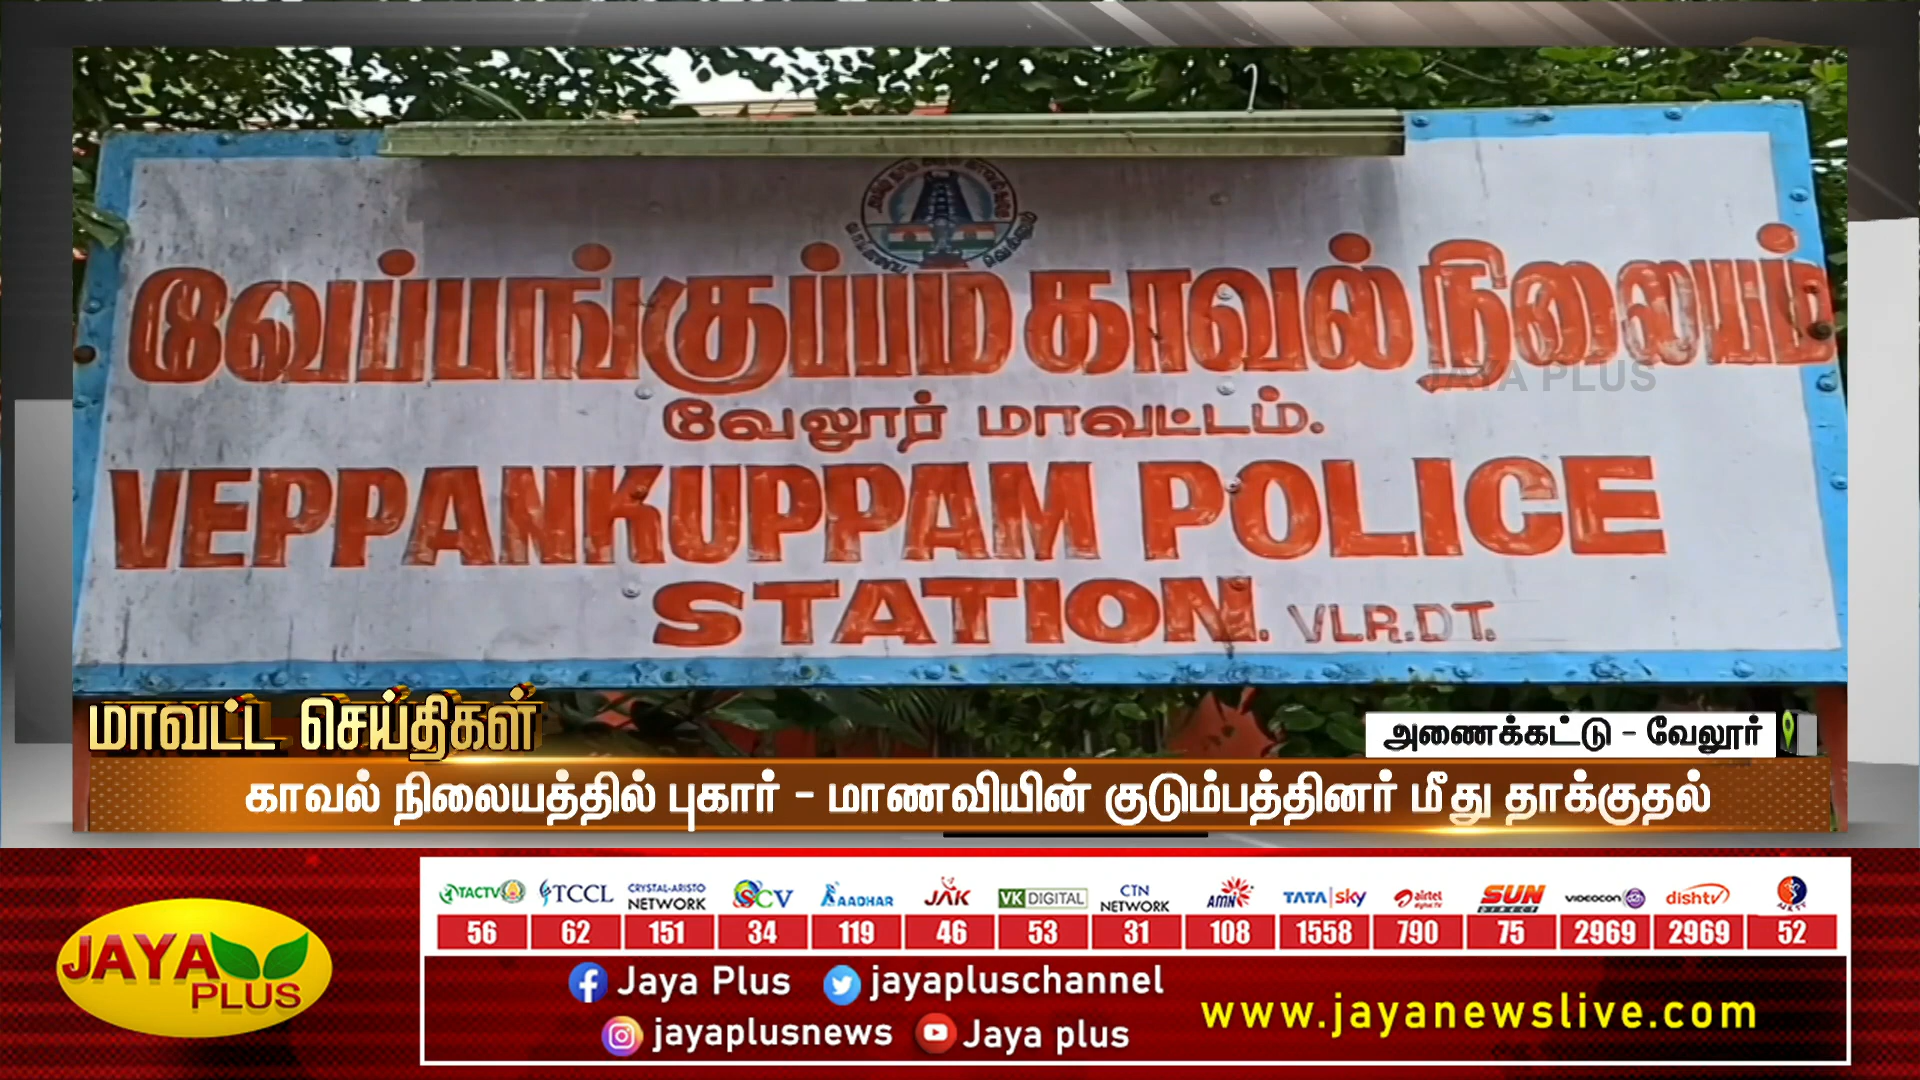 வேப்பங்குப்பம் காவல் நிலையம்
JAYA PLUS
வேலூர் மாவட்டம்.
VEPPANKUPPAM POLICE
STATION. VLR.DT.
மாவட்ட செய்திகள்
அணைக்கட்டு - வேலூர்
காவல் நிலையத்தில் புகார் - மாணவியின் குடும்பத்தினர் மீது தாக்குதல்
TACTV TCCL CRYSTAL-ARISTO NETWORK SCV AADHAR JAK VK DIGITAL CTN NETWORK AMN TATA sky airtel digital TV SUN DIRECT VIDEOCON dishtv
56 62 151 34 119 46 53 31 108 1558 790 75 2969 2969 52
JAYA PLUS
Jaya Plus jayapluschannel
jayaplusnews Jaya plus
www.jayanewslive.com